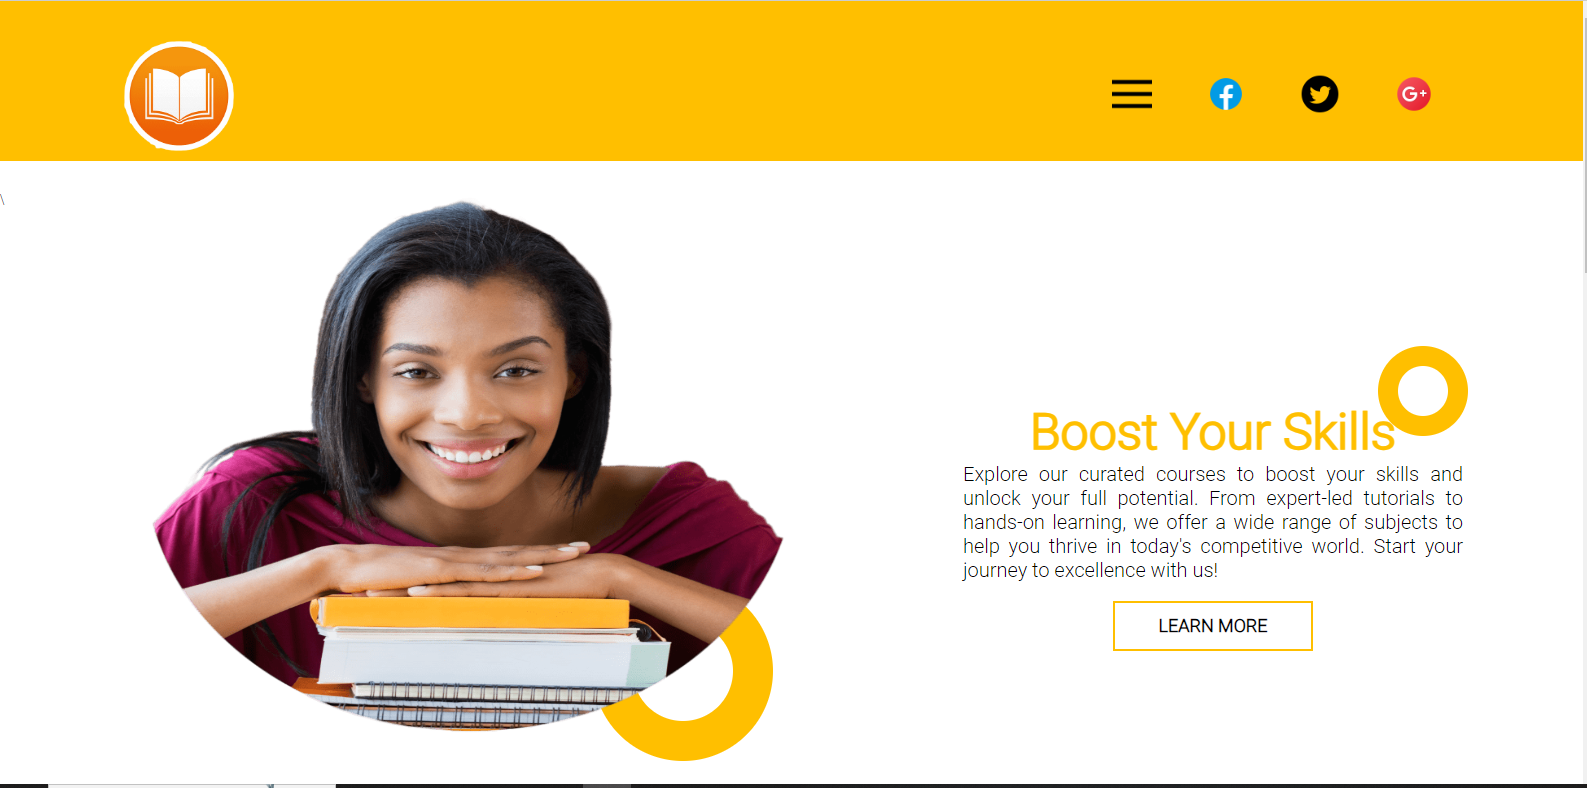 \
Boost Your Skills
Explore our curated courses to boost your skills and
unlock your full potential. From expert-led tutorials to
hands-on learning, we offer a wide range of subjects to
help you thrive in today's competitive world. Start your
journey to excellence with us!
LEARN MORE